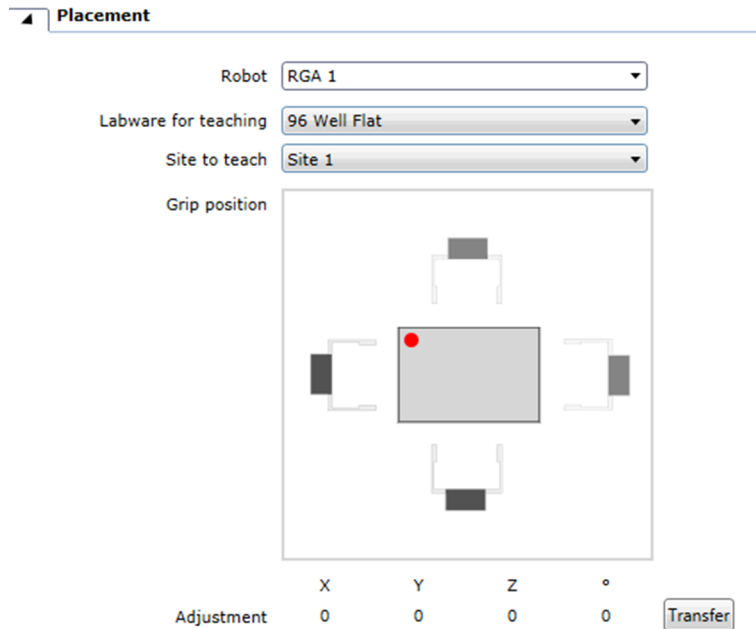 Placement
Robot RGA 1
Labware for teaching 96 Well Flat
Site to teach Site 1
Grip position
X Y Z °
Adjustment 0 0 0 0 Transfer